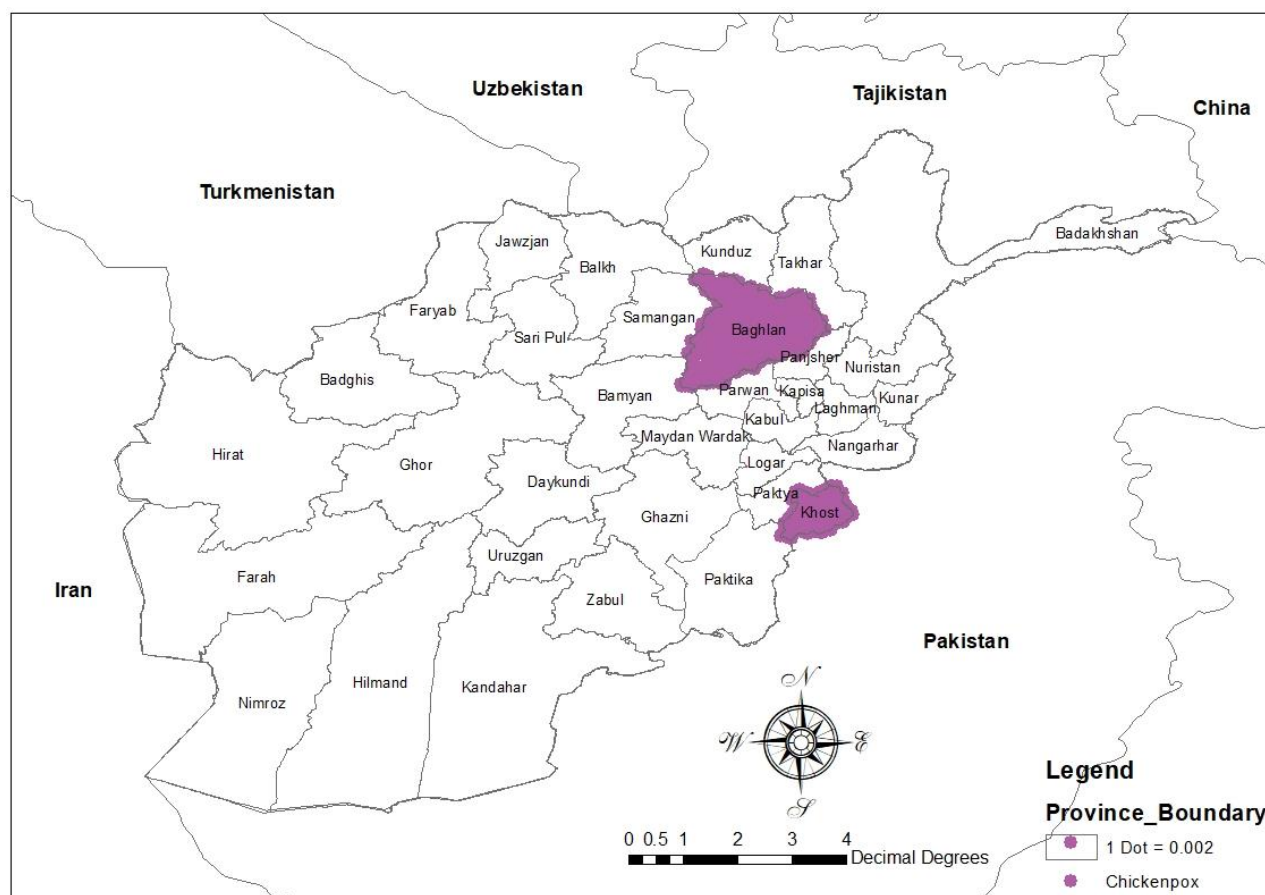 Uzbekistan
Tajikistan
China
Turkmenistan
Badakhshan
Jawzjan
Kunduz
Takhar
Balkh
Faryab
Samangan
Baghlan
Sari Pul
Panjsher
Nuristan
Badghis
Bamyan
Parwan
Kapisa
Kunar
Laghman
Kabul
Maydan Wardak
Nangarhar
Hirat
Ghor
Logar
Daykundi
Paktya
Khost
Ghazni
Uruzgan
Farah
Paktika
Iran
Zabul
Pakistan
Hilmand
Kandahar
Nimroz
N
W
E
S
Legend
Province_Boundary
0 0.5 1 2 3 4
Decimal Degrees
1 Dot = 0.002
Chickenpox